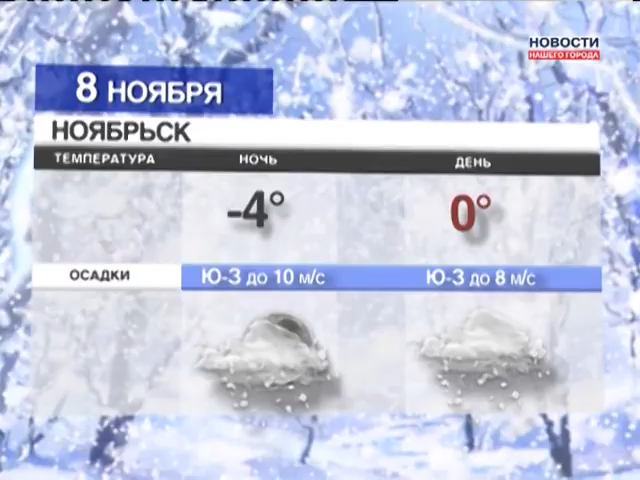 НОВОСТИ
НАШЕГО ГОРОДА
8 НОЯБРЯ
НОЯБРЬСК
ТЕМПЕРАТУРА НОЧЬ ДЕНЬ
-4° 0°
ОСАДКИ Ю-З ДО 10 М/С Ю-З ДО 8 М/С